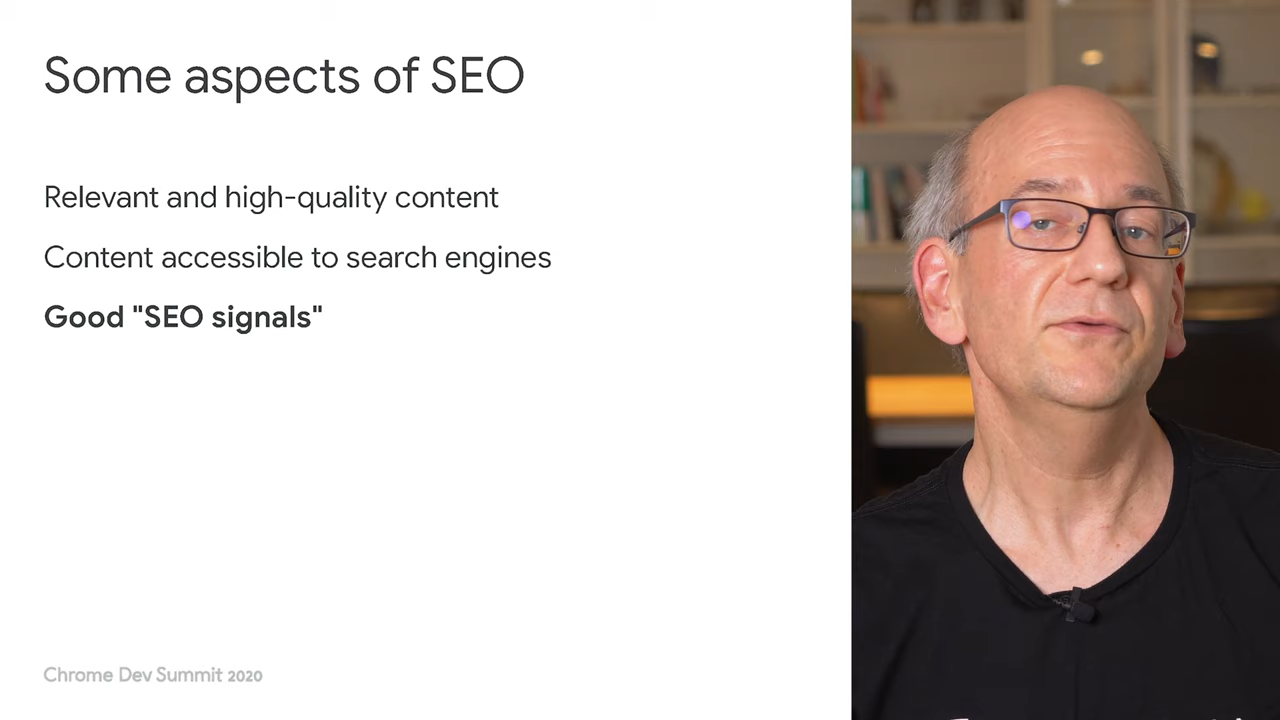 Some aspects of SEO
Relevant and high-quality content
Content accessible to search engines
Good "SEO signals"
Chrome Dev Summit 2020